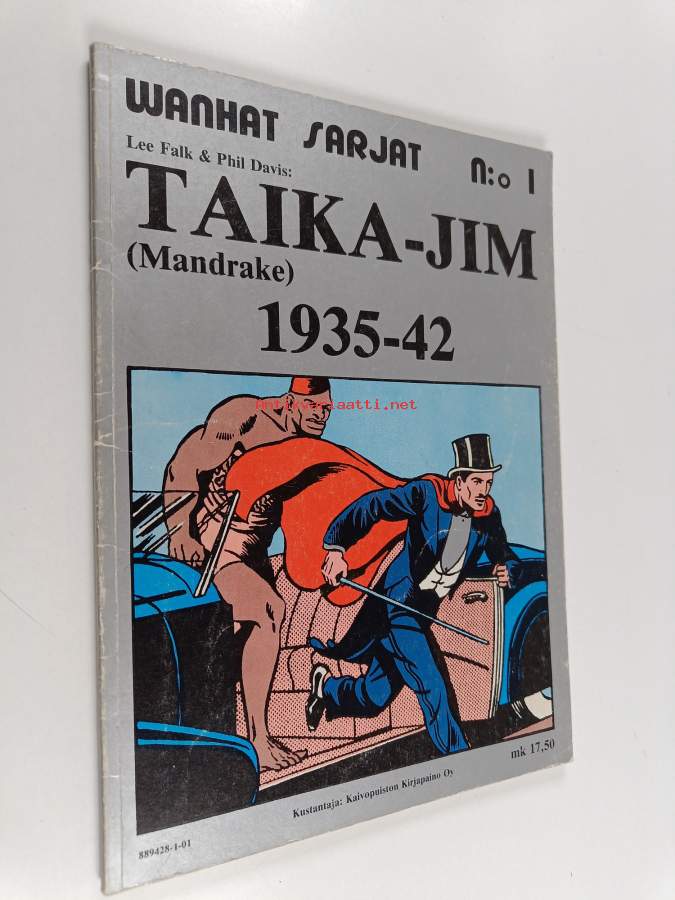 WANHAT SARJAT N:o 1
Lee Falk & Phil Davis:
TAIKA-JIM
(Mandrake)
1935-42
antikvariaatti.net
mk 17,50
Kustantaja: Kaivopuiston Kirjapaino Oy
889428-1-01